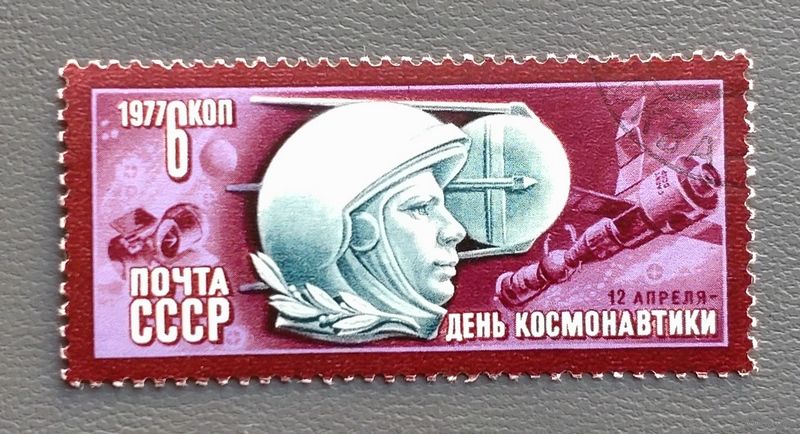 1977 6 КОП
ПОЧТА
СССР
12 АПРЕЛЯ-
ДЕНЬ КОСМОНАВТИКИ